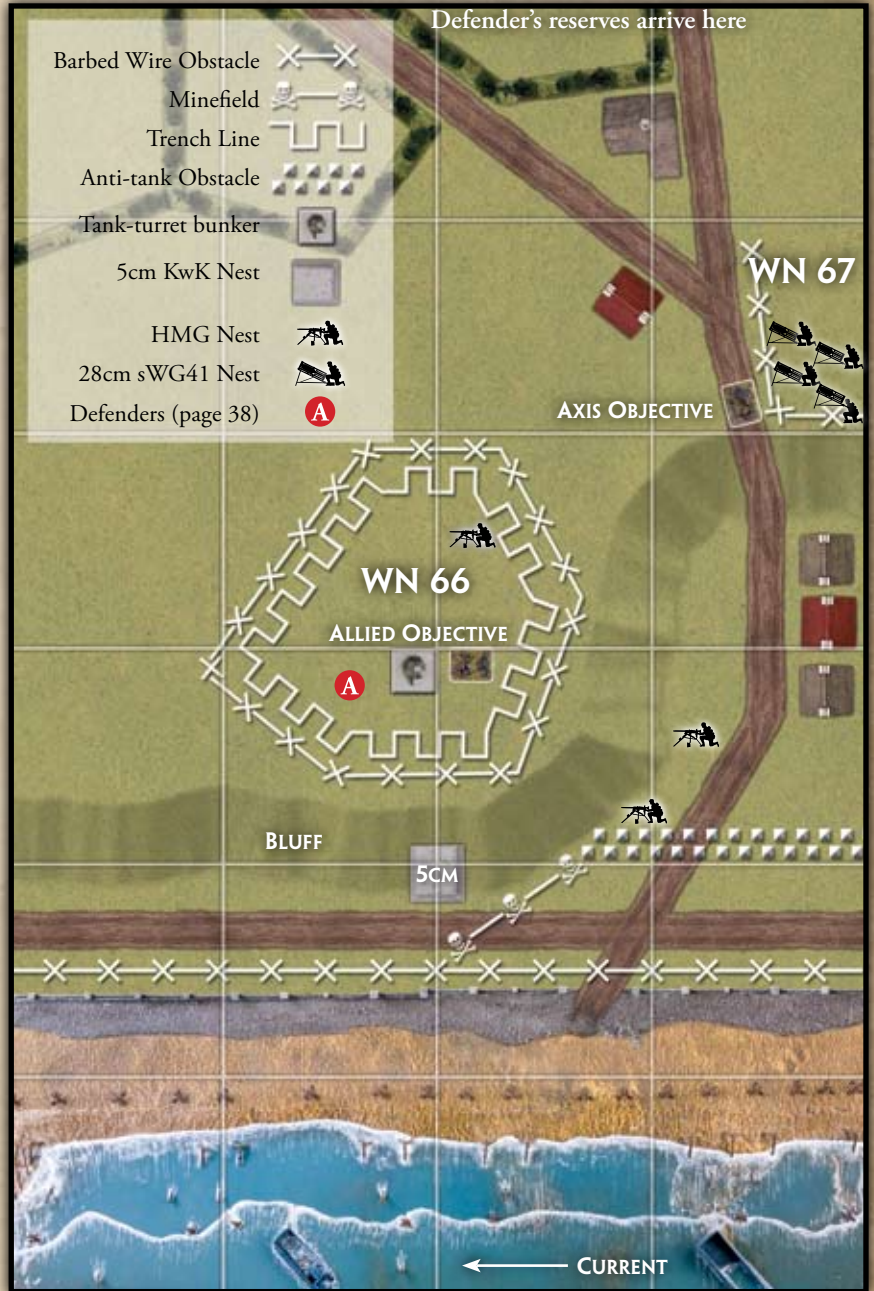 Defender's reserves arrive here
Barbed Wire Obstacle
Minefield
Trench Line
Anti-tank Obstacle
Tank-turret bunker
5cm KwK Nest
HMG Nest
28cm sWG41 Nest
Defenders (page 38)
A
WN 67
AXIS OBJECTIVE
WN 66
ALLIED OBJECTIVE
A
BLUFF
5CM
CURRENT